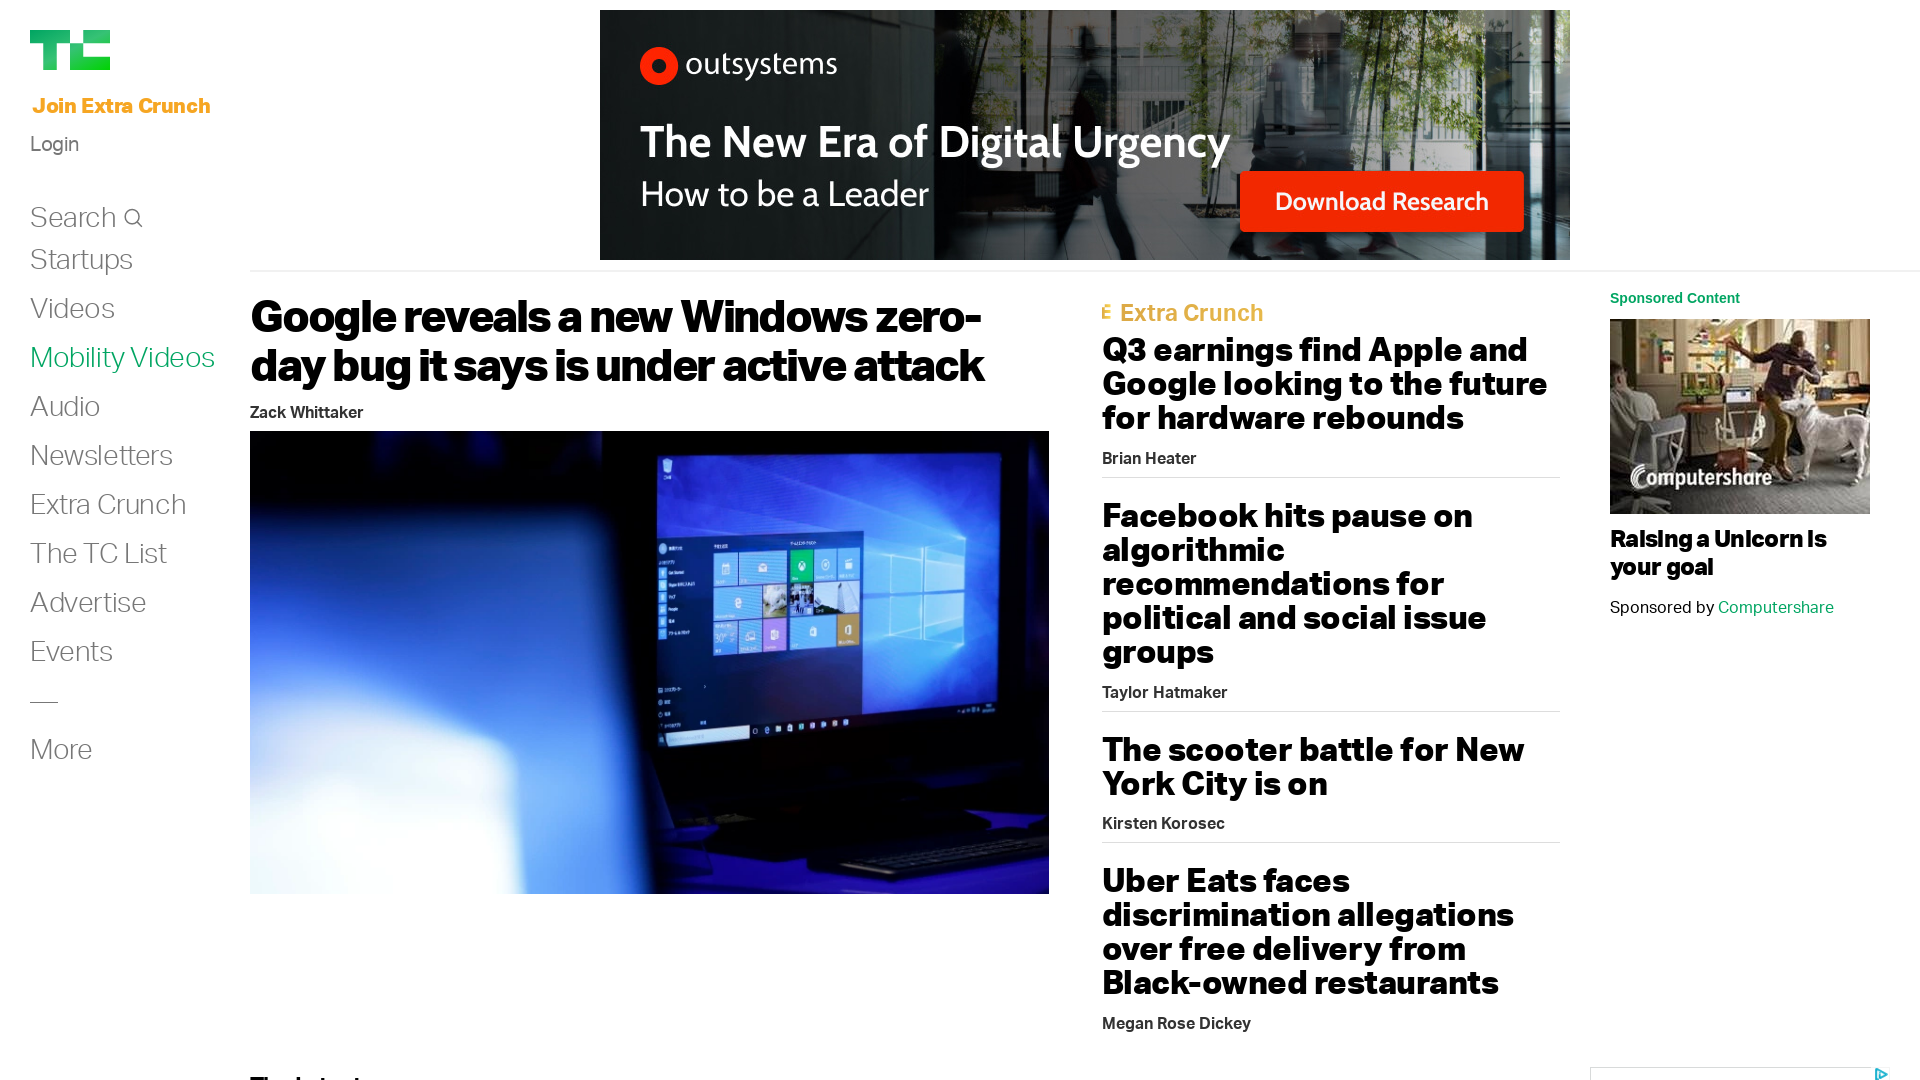 TC
Join Extra Crunch
Login
Search
Startups
Videos
Mobility Videos
Audio
Newsletters
Extra Crunch
The TC List
Advertise
Events
More
outsystems
The New Era of Digital Urgency
How to be a Leader
Download Research
Google reveals a new Windows zero-
day bug it says is under active attack
Zack Whittaker
Extra Crunch
Q3 earnings find Apple and
Google looking to the future
for hardware rebounds
Brian Heater
Facebook hits pause on
algorithmic
recommendations for
political and social issue
groups
Taylor Hatmaker
The scooter battle for New
York City is on
Kirsten Korosec
Uber Eats faces
discrimination allegations
over free delivery from
Black-owned restaurants
Megan Rose Dickey
Sponsored Content
Computershare
Raising a Unicorn is
your goal
Sponsored by Computershare